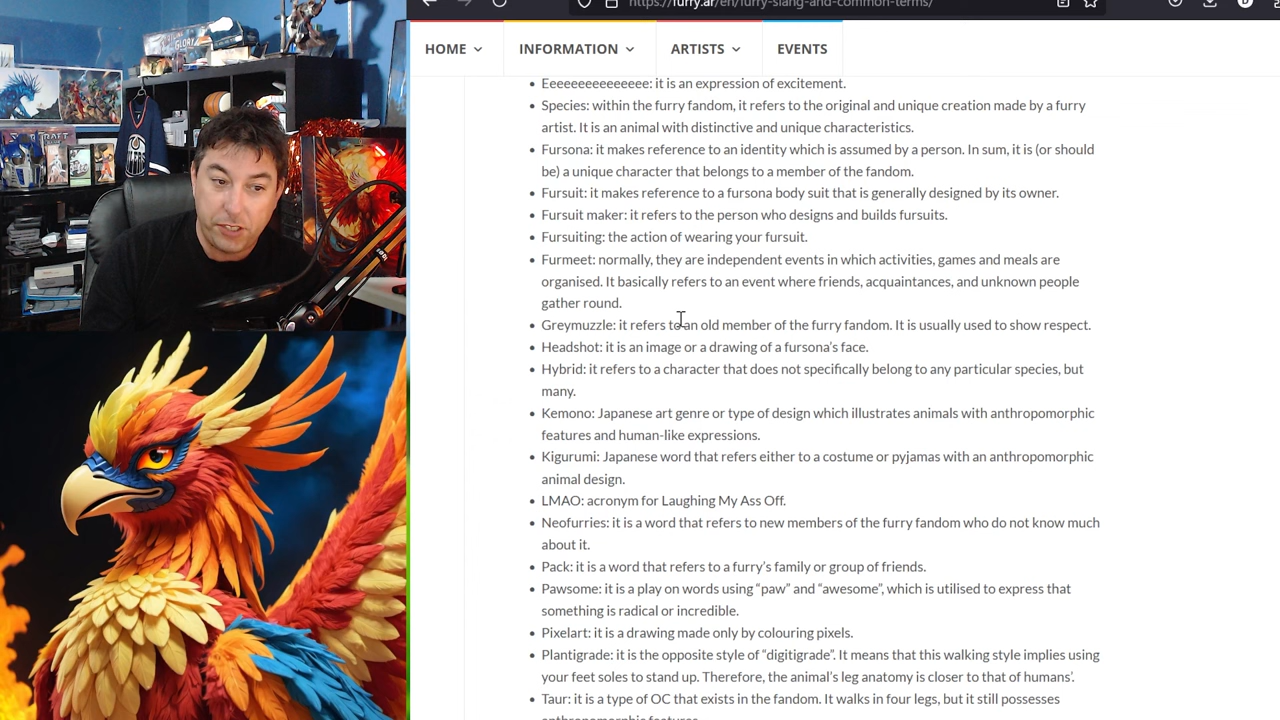 https://furry.ar/en/furry-slang-and-common-terms/
HOME
INFORMATION
ARTISTS
EVENTS
GLORY
• Eeeeeeeeeeeeeee: it is an expression of excitement.
• Species: within the furry fandom, it refers to the original and unique creation made by a furry
artist. It is an animal with distinctive and unique characteristics.
• Fursona: it makes reference to an identity which is assumed by a person. In sum, it is (or should
be) a unique character that belongs to a member of the fandom.
• Fursuit: it makes reference to a fursona body suit that is generally designed by its owner.
• Fursuit maker: it refers to the person who designs and builds fursuits.
• Fursuiting: the action of wearing your fursuit.
• Furmeet: normally, they are independent events in which activities, games and meals are
organised. It basically refers to an event where friends, acquaintances, and unknown people
gather round.
• Greymuzzle: it refers to an old member of the furry fandom. It is usually used to show respect.
• Headshot: it is an image or a drawing of a fursona’s face.
• Hybrid: it refers to a character that does not specifically belong to any particular species, but
many.
• Kemono: Japanese art genre or type of design which illustrates animals with anthropomorphic
features and human-like expressions.
• Kigurumi: Japanese word that refers either to a costume or pyjamas with an anthropomorphic
animal design.
• LMAO: acronym for Laughing My Ass Off.
• Neofurries: it is a word that refers to new members of the furry fandom who do not know much
about it.
• Pack: it is a word that refers to a furry’s family or group of friends.
• Pawsome: it is a play on words using “paw” and “awesome”, which is utilised to express that
something is radical or incredible.
• Pixelart: it is a drawing made only by colouring pixels.
• Plantigrade: it is the opposite style of “digitigrade”. It means that this walking style implies using
your feet soles to stand up. Therefore, the animal’s leg anatomy is closer to that of humans’.
• Taur: it is a type of OC that exists in the fandom. It walks in four legs, but it still possesses
anthropomorphic features.